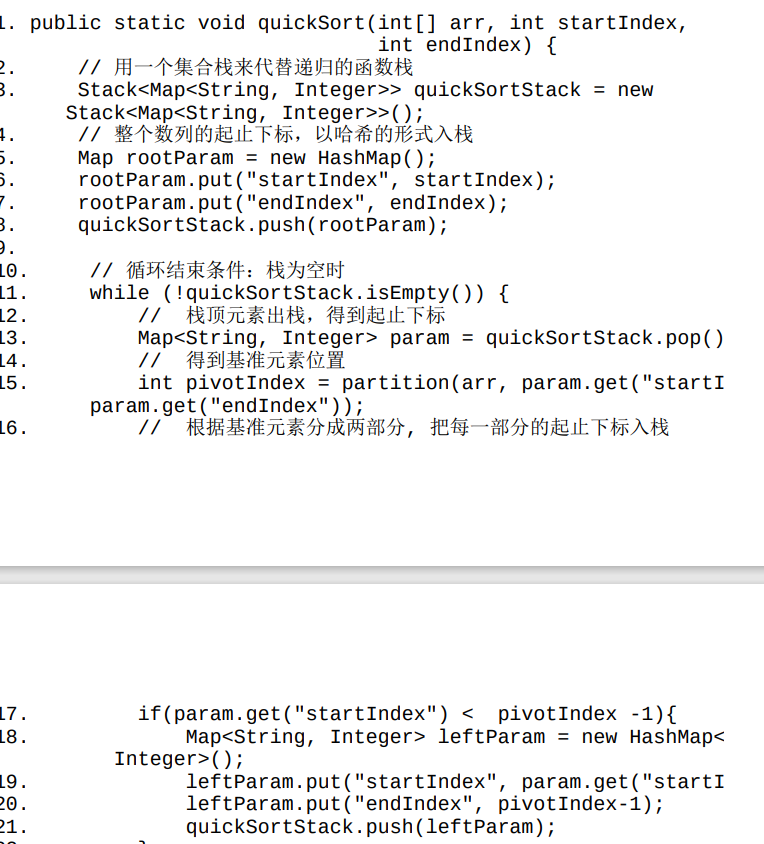 1. public static void quickSort(int[] arr, int startIndex,
int endIndex) {
2. // 用一个集合栈来代替递归的函数栈
3. Stack<Map<String, Integer>> quickSortStack = new
Stack<Map<String, Integer>>();
4. // 整个数列的起止下标，以哈希的形式入栈
5. Map rootParam = new HashMap();
6. rootParam.put("startIndex", startIndex);
7. rootParam.put("endIndex", endIndex);
8. quickSortStack.push(rootParam);
9.
10. // 循环结束条件：栈为空时
11. while (!quickSortStack.isEmpty()) {
12. // 栈顶元素出栈，得到起止下标
13. Map<String, Integer> param = quickSortStack.pop()
14. // 得到基准元素位置
15. int pivotIndex = partition(arr, param.get("startI
param.get("endIndex"));
16. // 根据基准元素分成两部分, 把每一部分的起止下标入栈
17. if(param.get("startIndex") < pivotIndex -1){
18. Map<String, Integer> leftParam = new HashMap<
Integer>();
19. leftParam.put("startIndex", param.get("startI
20. leftParam.put("endIndex", pivotIndex-1);
21. quickSortStack.push(leftParam);